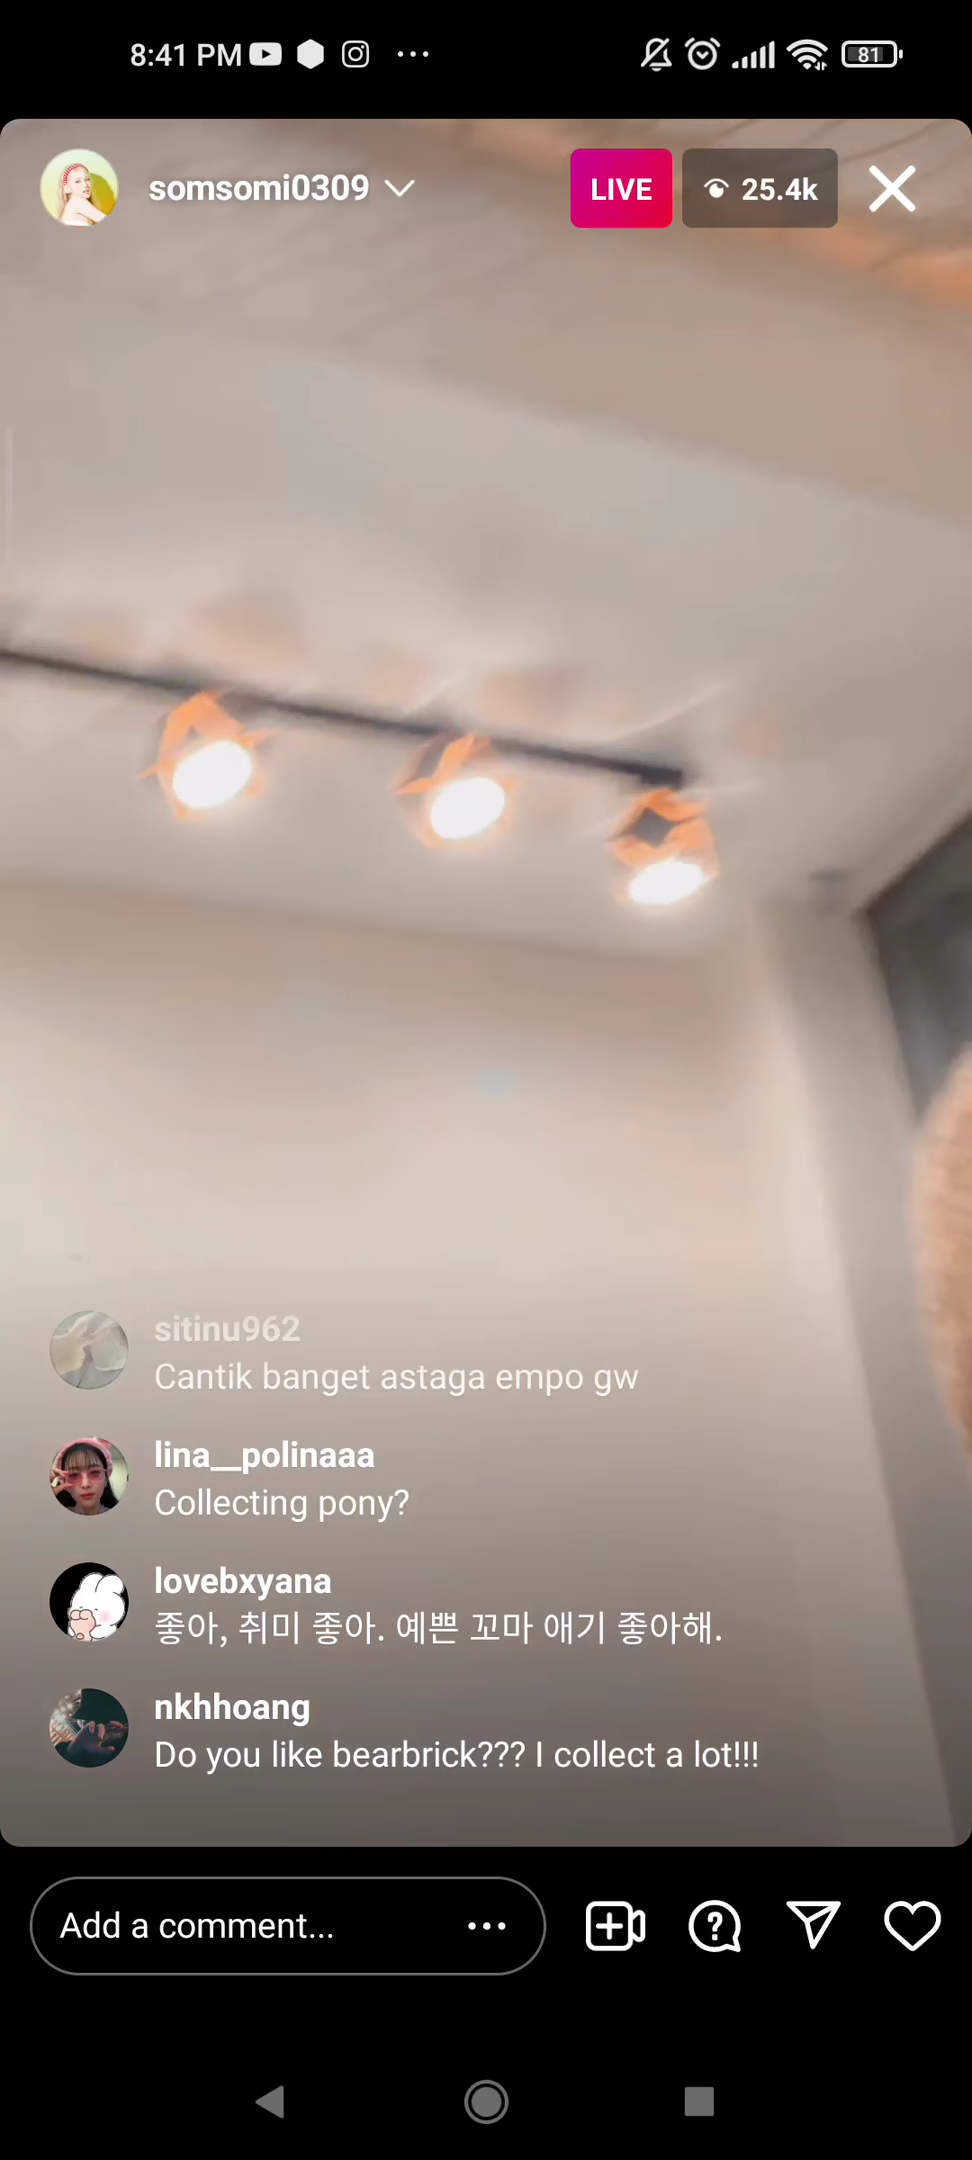 8:41 PM
81
somsomi0309
LIVE
25.4k
sitinu962
Cantik banget astaga empo gw
lina__polinaaa
Collecting pony?
lovebxyana
좋아, 취미 좋아. 예쁜 꼬마 애기 좋아해.
nkhhoang
Do you like bearbrick??? I collect a lot!!!
Add a comment...